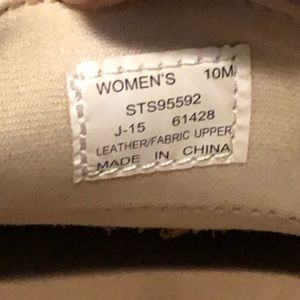 WOMEN'S 10M
STS95592
J-15 61428
LEATHER/FABRIC UPPER
MADE IN CHINA